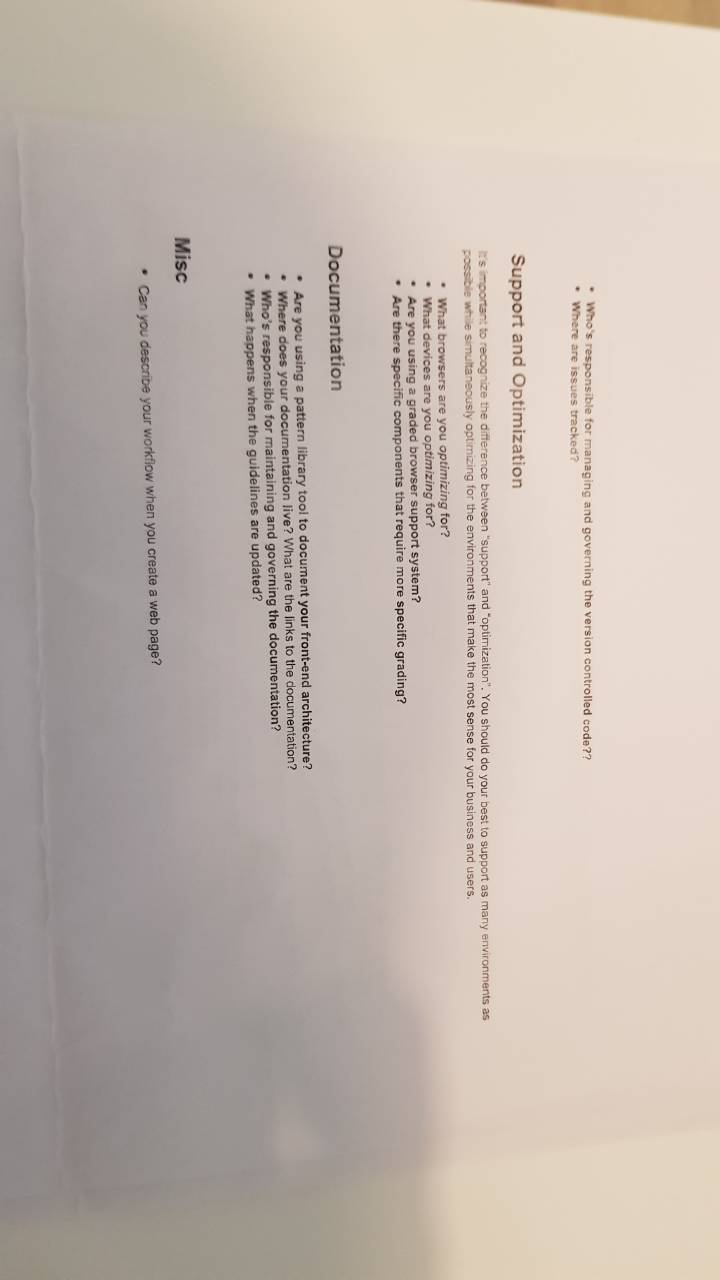 • Who's responsible for managing and governing the version controlled code??
• Where are issues tracked?
Support and Optimization
It's important to recognize the difference between "support" and "optimization". You should do your best to support as many environments as
possible while simultaneously optimizing for the environments that make the most sense for your business and users.
• What browsers are you optimizing for?
• What devices are you optimizing for?
• Are you using a graded browser support system?
• Are there specific components that require more specific grading?
Documentation
• Are you using a pattern library tool to document your front-end architecture?
• Where does your documentation live? What are the links to the documentation?
• Who's responsible for maintaining and governing the documentation?
• What happens when the guidelines are updated?
Misc
• Can you describe your workflow when you create a web page?